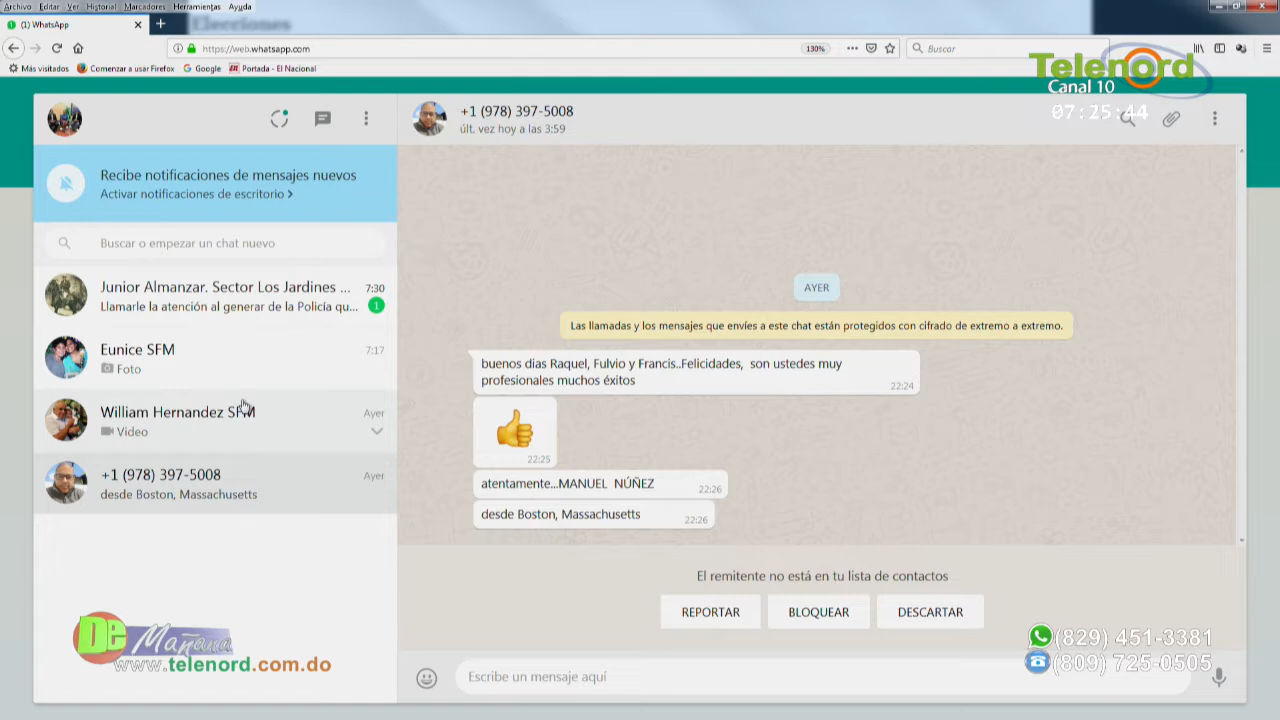 Archivo Editar Ver Historial Marcadores Herramientas Ayuda
(1) WhatsApp
Elecciones
https://web.whatsapp.com
130%
Buscar
Más visitados Comenzar a usar Firefox Google Portada - El Nacional
Telenord
Canal 10
07:25:44
+1 (978) 397-5008
últ. vez hoy a las 3:59
Recibe notificaciones de mensajes nuevos
Activar notificaciones de escritorio >
Buscar o empezar un chat nuevo
Junior Almanzar. Sector Los Jardines ... 7:30
Llamarle la atención al generar de la Policía qu... 1
Eunice SFM 7:17
Foto
William Hernandez SFM Ayer
Video
+1 (978) 397-5008 Ayer
desde Boston, Massachusetts
AYER
Las llamadas y los mensajes que envíes a este chat están protegidos con cifrado de extremo a extremo.
buenos dias Raquel, Fulvio y Francis..Felicidades, son ustedes muy
profesionales muchos éxitos
22:24
22:25
atentamente...MANUEL NÚÑEZ 22:26
desde Boston, Massachusetts 22:26
El remitente no está en tu lista de contactos
REPORTAR BLOQUEAR DESCARTAR
Escribe un mensaje aquí
De Mañana
www.telenord.com.do
(829) 451-3381
(809) 725-0505